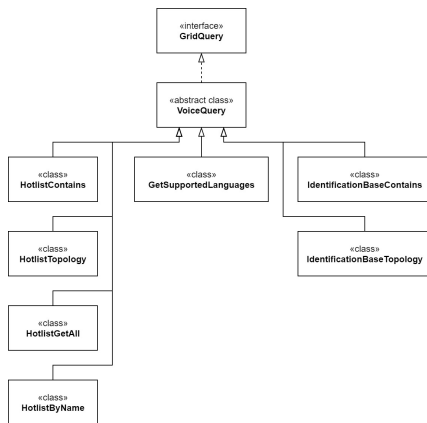 «interface»
GridQuery
«abstract class»
VoiceQuery
«class»
HotlistContains
«class»
GetSupportedLanguages
«class»
IdentificationBaseContains
«class»
HotlistTopology
«class»
IdentificationBaseTopology
«class»
HotlistGetAll
«class»
HotlistByName